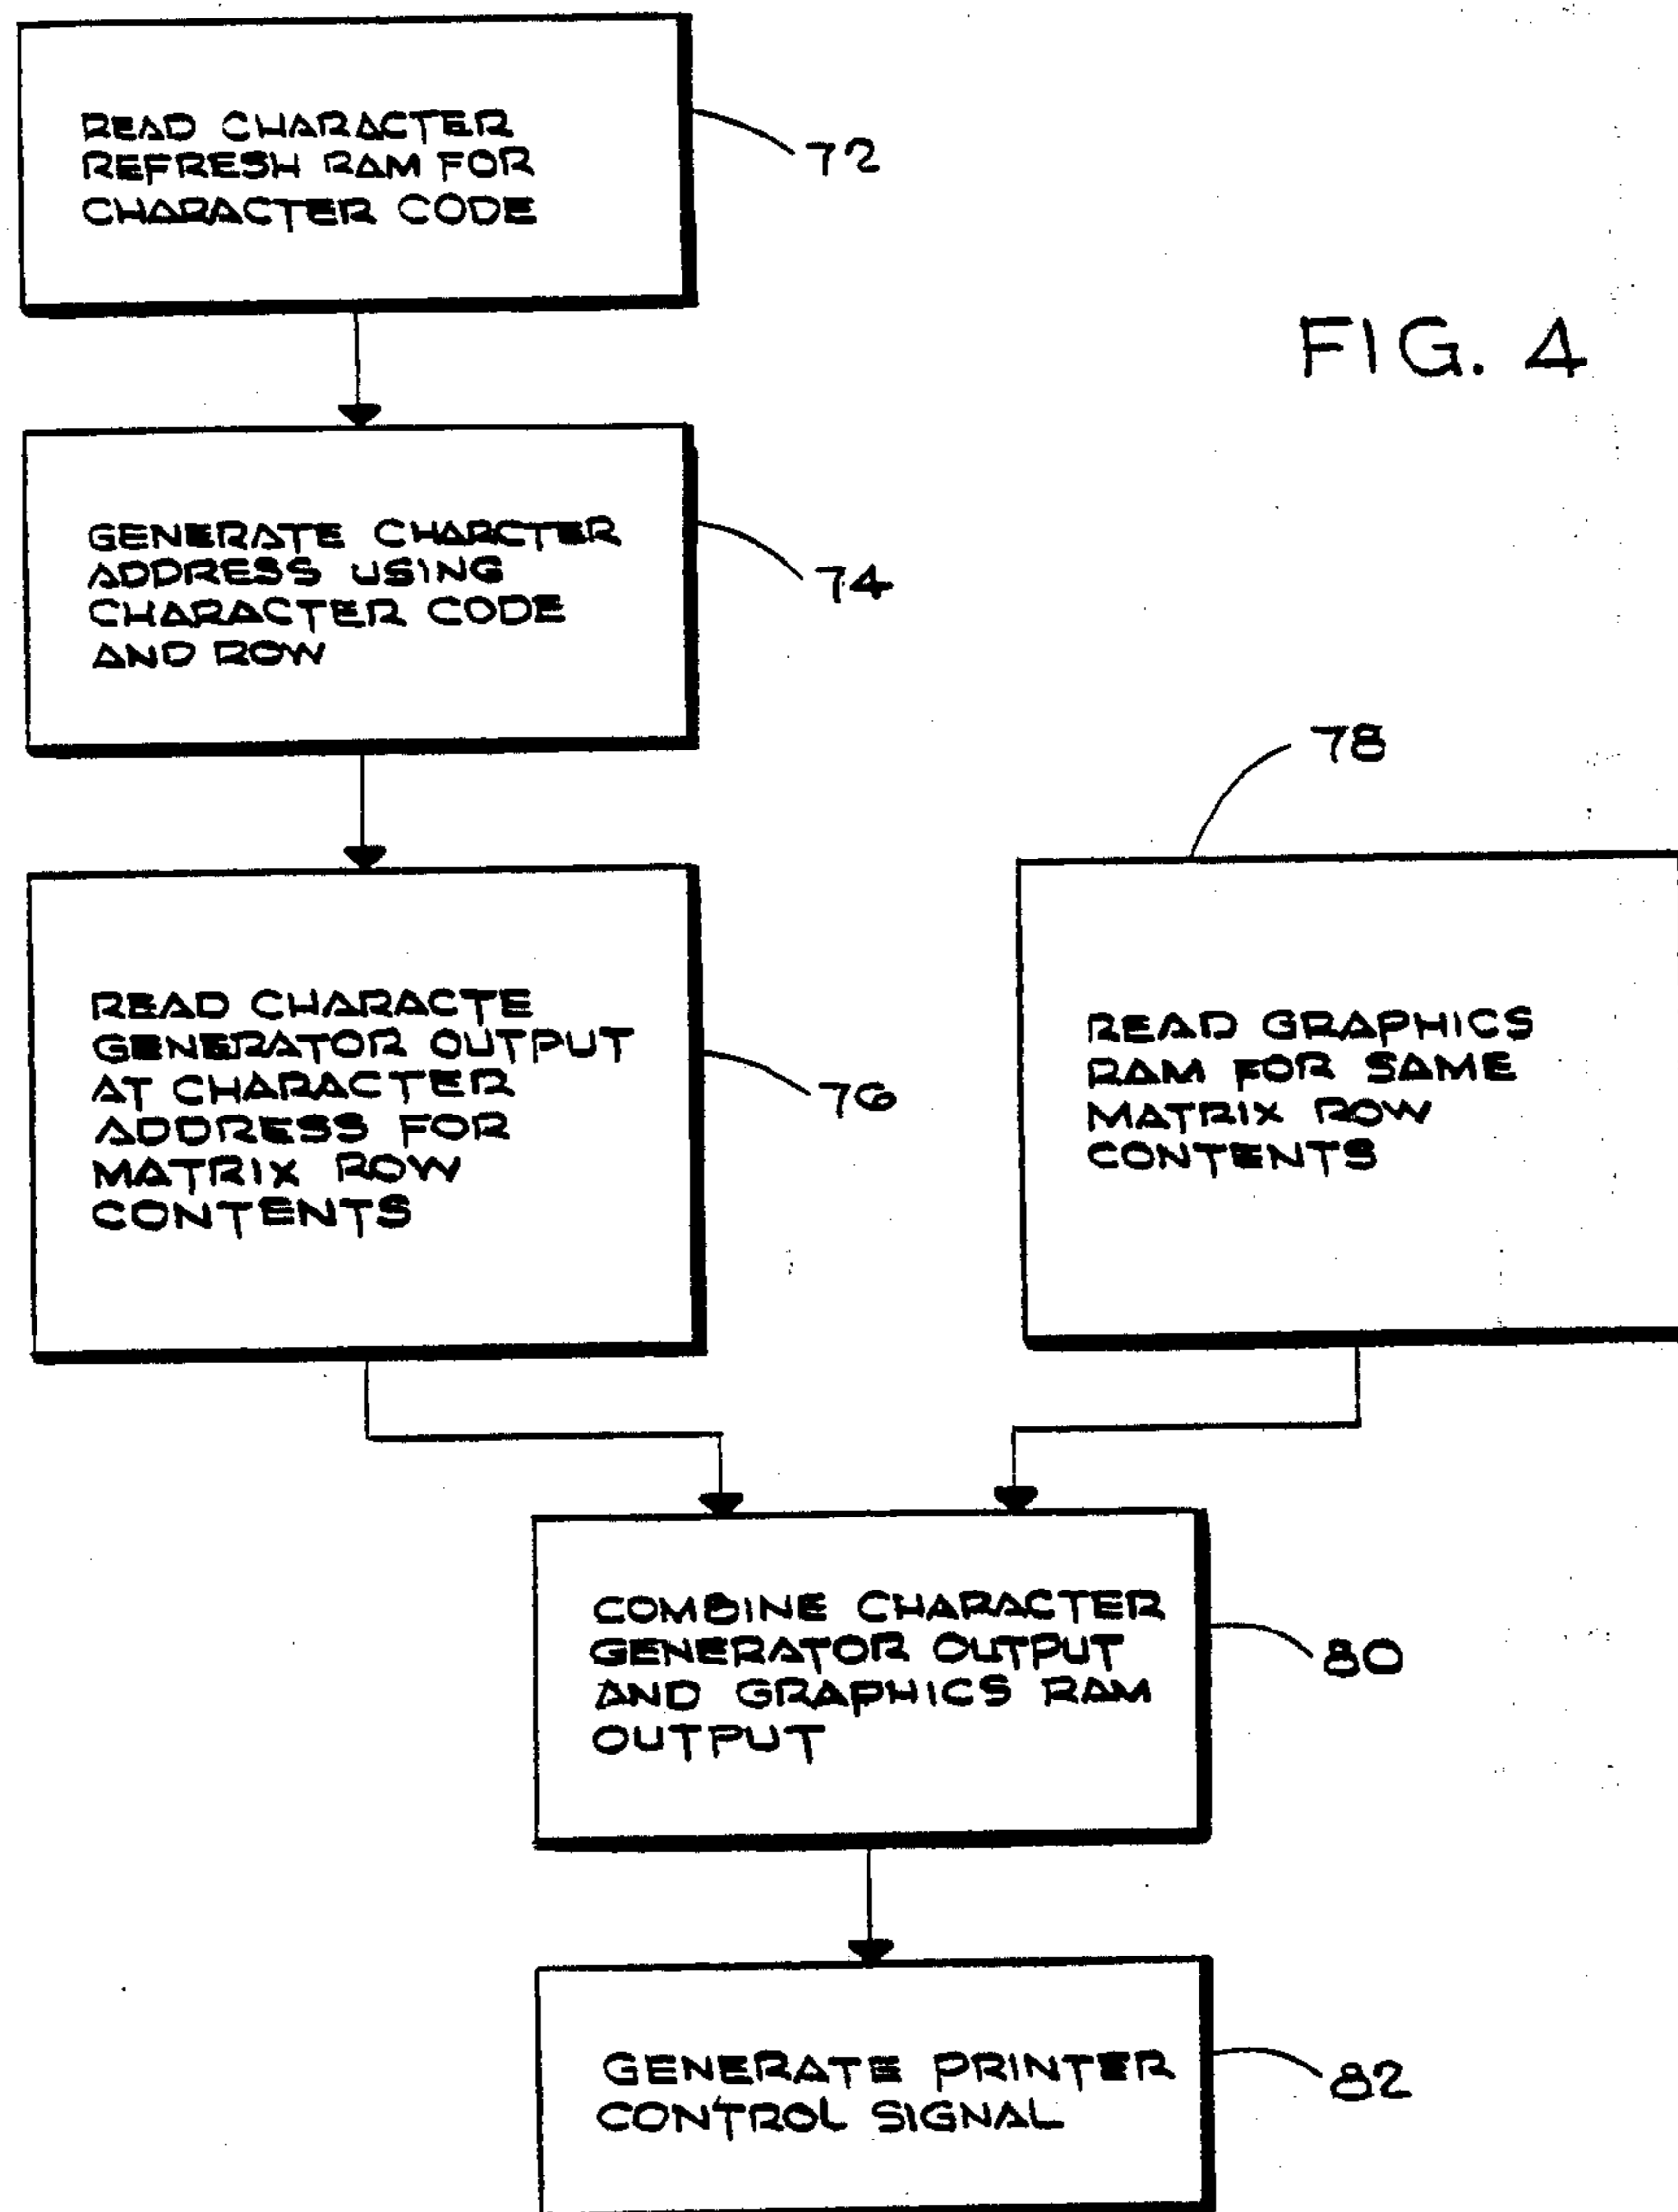 READ CHARACTER
REFRESH RAM FOR
CHARACTER CODE
72
FIG. 4
GENERATE CHARCTER
ADDRESS USING
CHARACTER CODE
AND ROW
74
READ CHARACTE
GENERATOR OUTPUT
AT CHARACTER
ADDRESS FOR
MATRIX ROW
CONTENTS
76
78
READ GRAPHICS
RAM FOR SAME
MATRIX ROW
CONTENTS
COMBINE CHARACTER
GENERATOR OUTPUT
AND GRAPHICS RAM
OUTPUT
80
GENERATE PRINTER
CONTROL SIGNAL
82